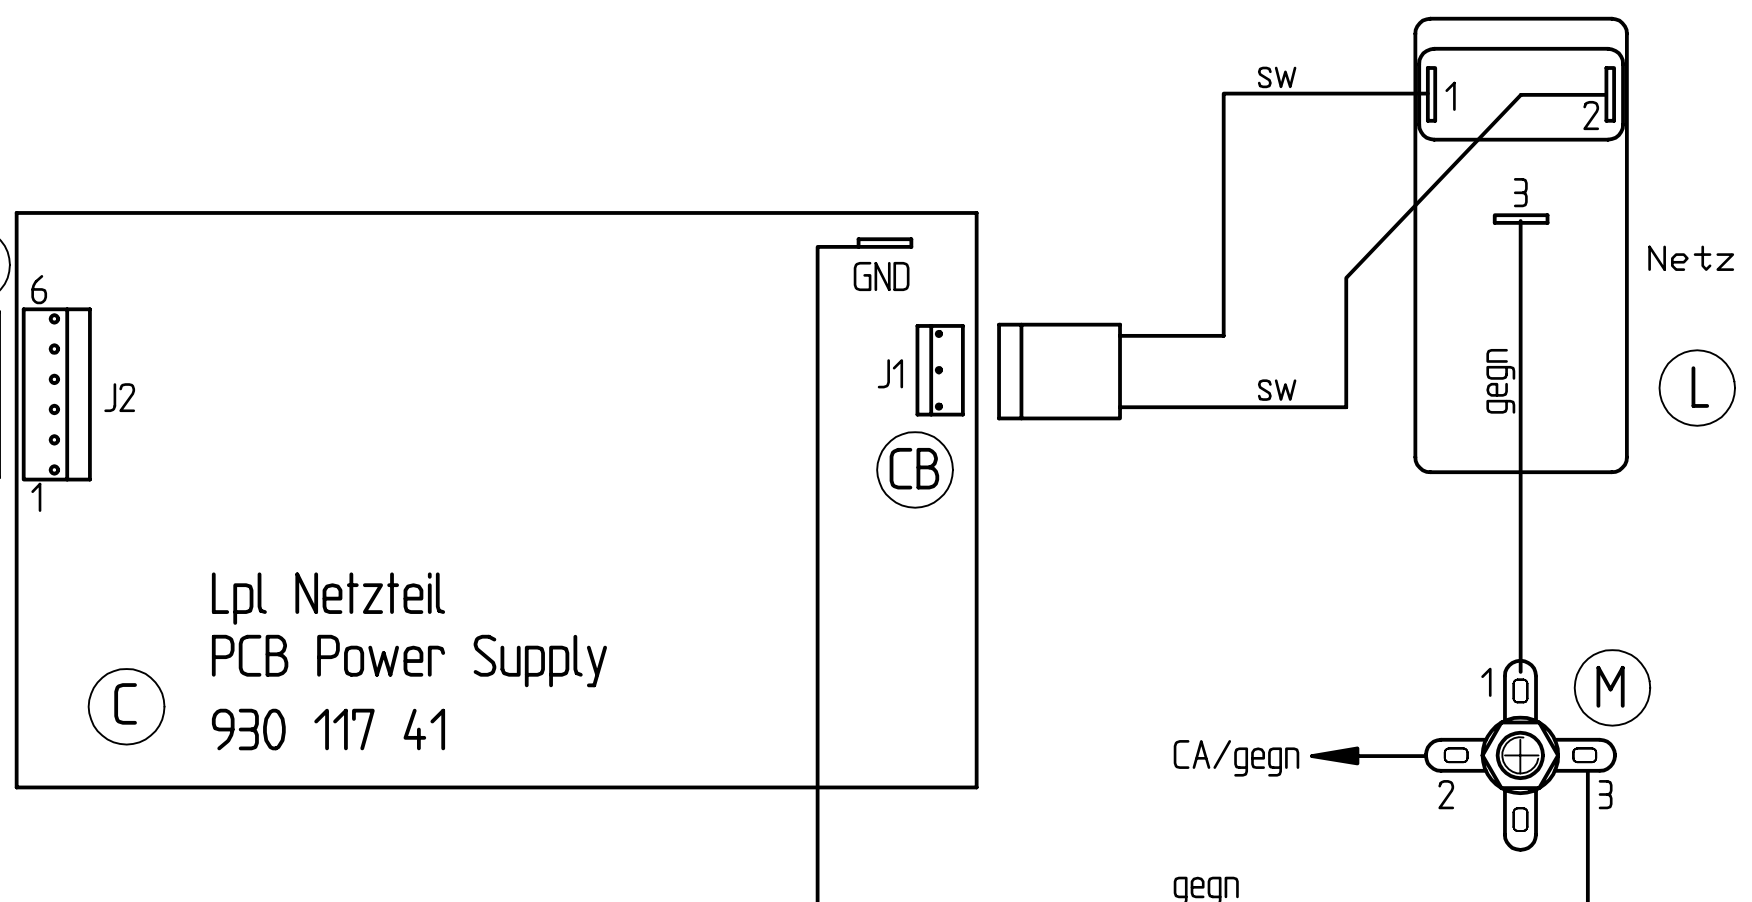 SW
1
2
3
Netz
GND
6
J2
J1
gegn
SW
L
CB
1
Lpl Netzteil
PCB Power Supply
930 117 41
C
1
M
CA/gegn
2
3
gegn